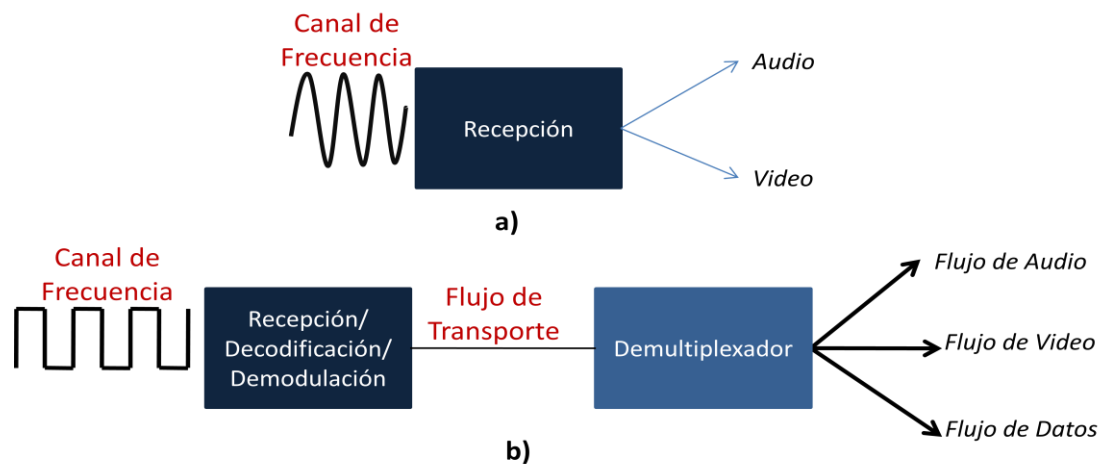 Canal de
Frecuencia
Recepción
Audio
Video
a)
Canal de
Frecuencia
Recepción/
Decodificación/
Demodulación
Flujo de
Transporte
Demultiplexador
Flujo de Audio
Flujo de Video
Flujo de Datos
b)